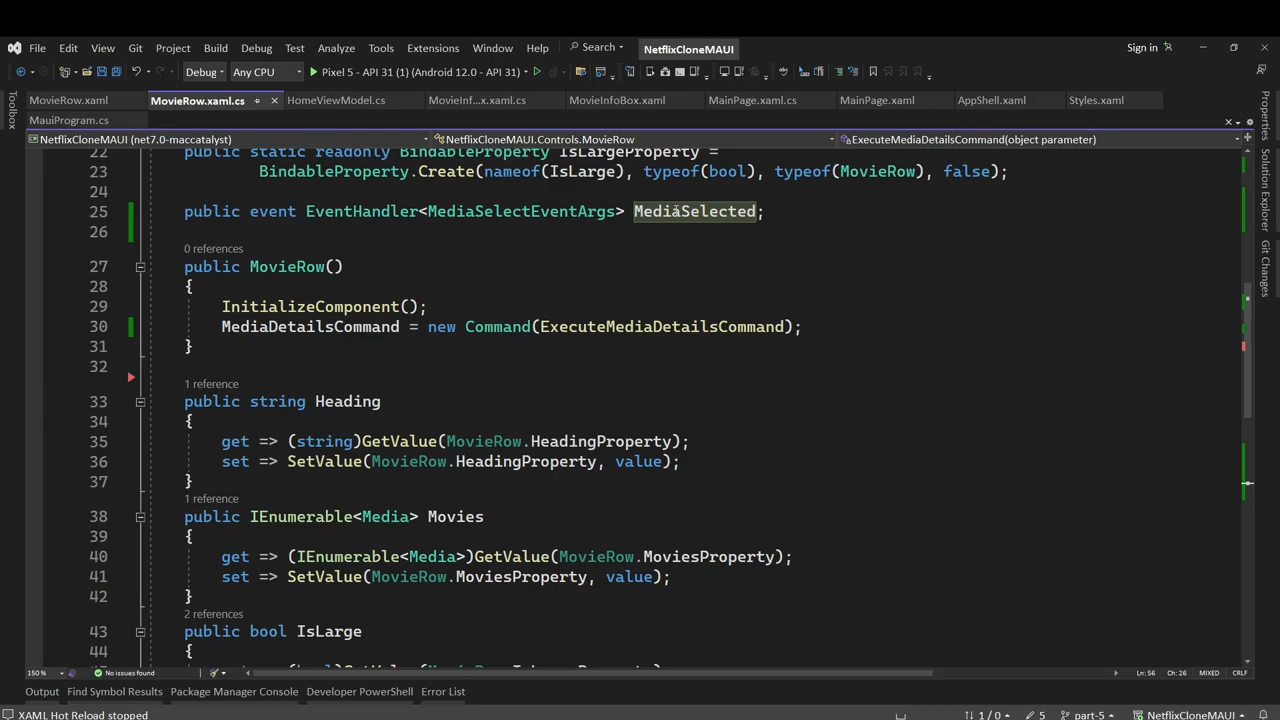 File Edit View Git Project Build Debug Test Analyze Tools Extensions Window Help Search NetflixCloneMAUI Sign in
Debug Any CPU Pixel 5 - API 31 (1) (Android 12.0 - API 31)
MovieRow.xaml MovieRow.xaml.cs HomeViewModel.cs MovieInf...x.xaml.cs MovieInfoBox.xaml MainPage.xaml.cs MainPage.xaml AppShell.xaml Styles.xaml
MauiProgram.cs
NetflixCloneMAUI (net7.0-maccatalyst) NetflixCloneMAUI.Controls.MovieRow ExecuteMediaDetailsCommand(object parameter)
Toolbox
Properties
Solution Explorer
Git Changes
22 public static readonly BindableProperty IsLargeProperty =
23 BindableProperty.Create(nameof(IsLarge), typeof(bool), typeof(MovieRow), false);
24
25 public event EventHandler<MediaSelectEventArgs> MediaSelected;
26
0 references
27 public MovieRow()
28 {
29 InitializeComponent();
30 MediaDetailsCommand = new Command(ExecuteMediaDetailsCommand);
31 }
32
1 reference
33 public string Heading
34 {
35 get => (string)GetValue(MovieRow.HeadingProperty);
36 set => SetValue(MovieRow.HeadingProperty, value);
37 }
1 reference
38 public IEnumerable<Media> Movies
39 {
40 get => (IEnumerable<Media>)GetValue(MovieRow.MoviesProperty);
41 set => SetValue(MovieRow.MoviesProperty, value);
42 }
2 references
43 public bool IsLarge
44 {
150 % No issues found Ln: 56 Ch: 26 MIXED CRLF
Output Find Symbol Results Package Manager Console Developer PowerShell Error List
XAML Hot Reload stopped 1 / 0 5 part-5 NetflixCloneMAUI